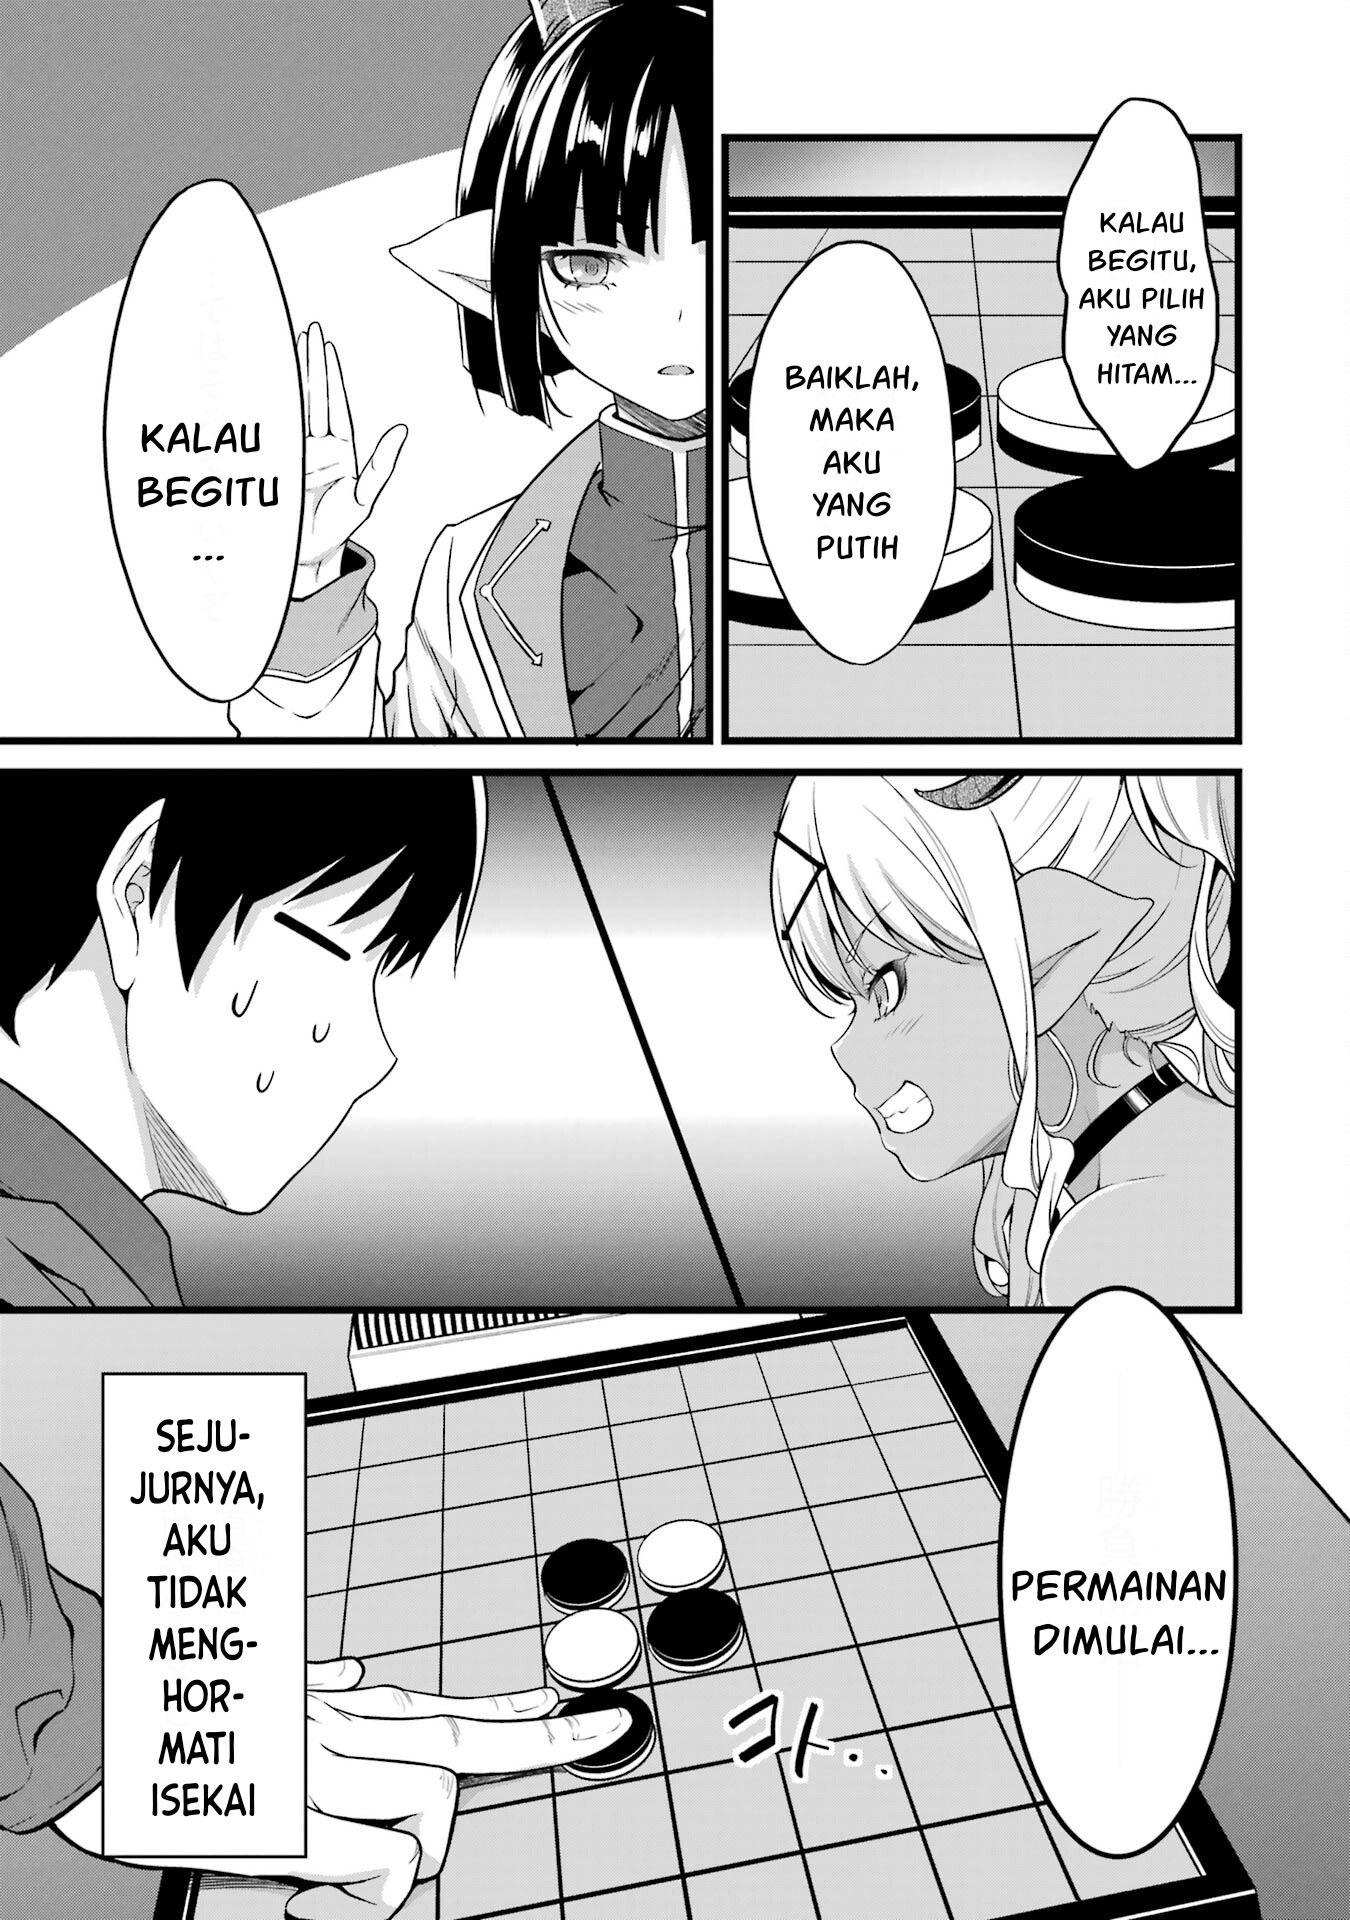 KALAU
BEGITU,
AKU PILIH
YANG
HITAM...
BAIKLAH,
MAKA
AKU
YANG
PUTIH
KALAU
BEGITU
...
PERMAINAN
DIMULAI...
コト..
SEJU-
JURNYA,
AKU
TIDAK
MENG-
HOR-
MATI
ISEKAI